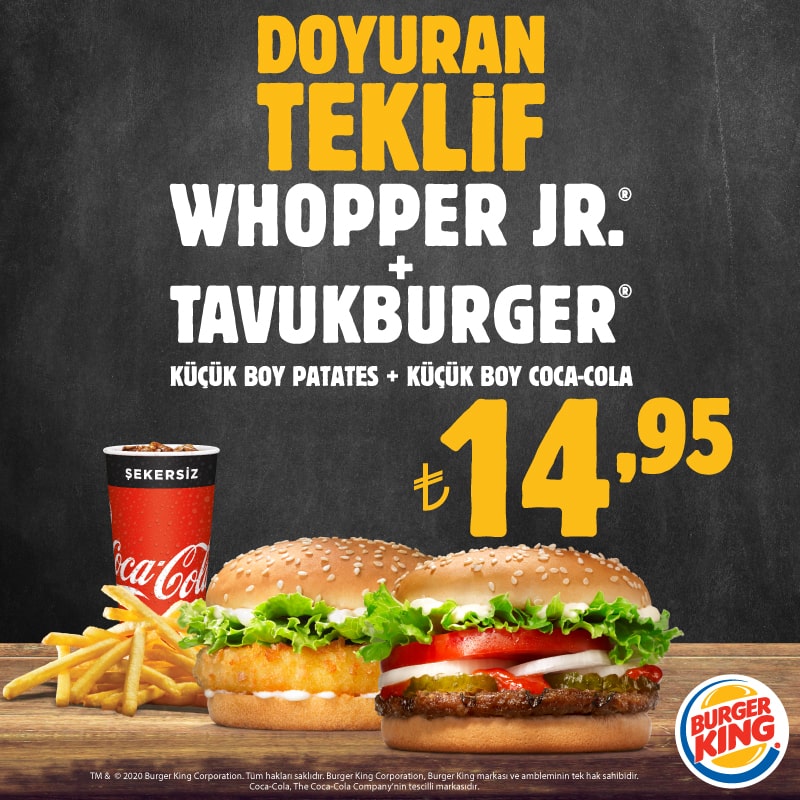 DOYURAN
TEKLİF
WHOPPER JR.®
+
TAVUKBURGER®
KÜÇÜK BOY PATATES + KÜÇÜK BOY COCA-COLA
₺14,95
ŞEKERSİZ
Coca-Cola
BURGER
KING
TM & © 2020 Burger King Corporation. Tüm hakları saklıdır. Burger King Corporation, Burger King markası ve ambleminin tek hak sahibidir.
Coca-Cola, The Coca-Cola Company'nin tescilli markasıdır.